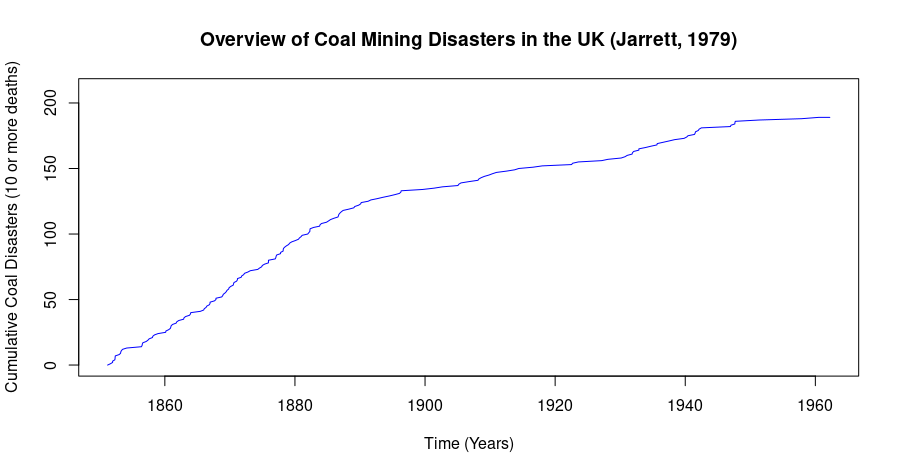 Overview of Coal Mining Disasters in the UK (Jarrett, 1979)
Cumulative Coal Disasters (10 or more deaths)
200
150
100
50
0
1860 1880 1900 1920 1940 1960
Time (Years)